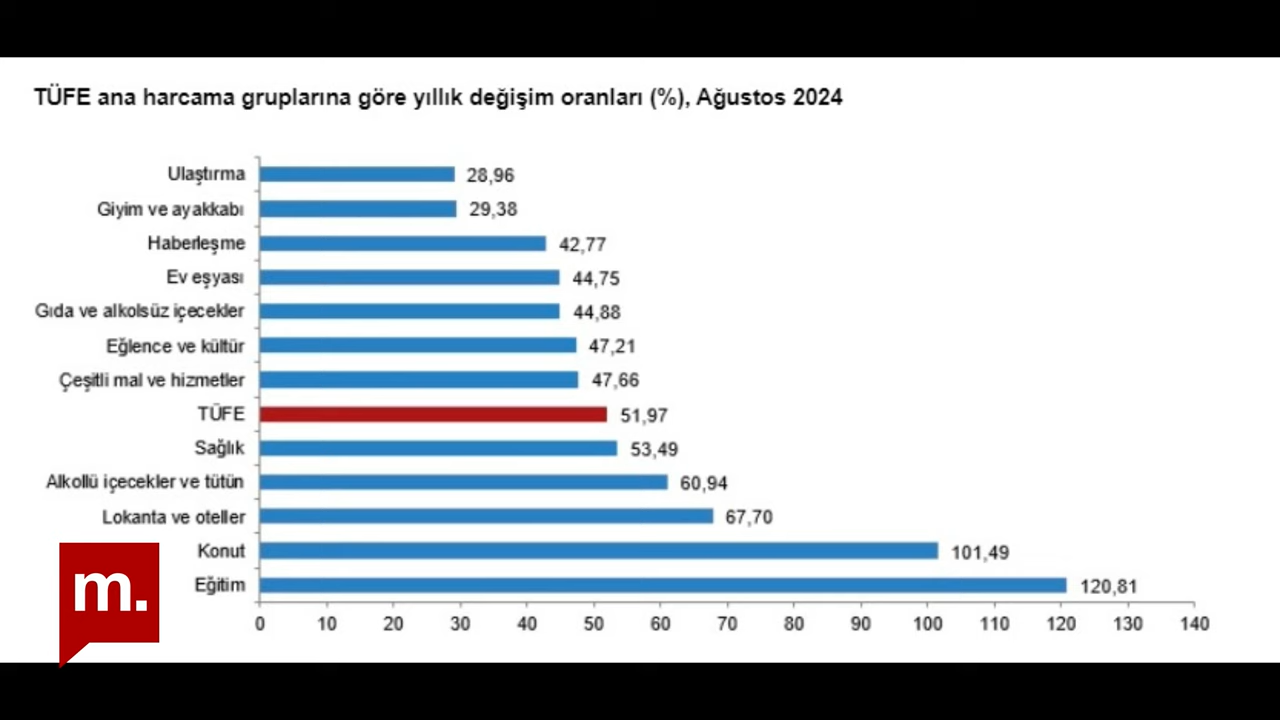 TÜFE ana harcama gruplarına göre yıllık değişim oranları (%), Ağustos 2024
Ulaştırma 28,96
Giyim ve ayakkabı 29,38
Haberleşme 42,77
Ev eşyası 44,75
Gıda ve alkolsüz içecekler 44,88
Eğlence ve kültür 47,21
Çeşitli mal ve hizmetler 47,66
TÜFE 51,97
Sağlık 53,49
Alkollü içecekler ve tütün 60,94
Lokanta ve oteller 67,70
Konut 101,49
Eğitim 120,81
0 10 20 30 40 50 60 70 80 90 100 110 120 130 140
m.